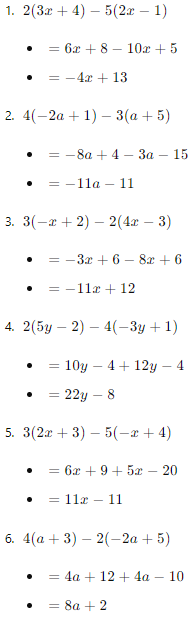 1. 2(3x + 4) − 5(2x − 1)
• = 6x + 8 − 10x + 5
• = −4x + 13
2. 4(−2a + 1) − 3(a + 5)
• = −8a + 4 − 3a − 15
• = −11a − 11
3. 3(−x + 2) − 2(4x − 3)
• = −3x + 6 − 8x + 6
• = −11x + 12
4. 2(5y − 2) − 4(−3y + 1)
• = 10y − 4 + 12y − 4
• = 22y − 8
5. 3(2x + 3) − 5(−x + 4)
• = 6x + 9 + 5x − 20
• = 11x − 11
6. 4(a + 3) − 2(−2a + 5)
• = 4a + 12 + 4a − 10
• = 8a + 2